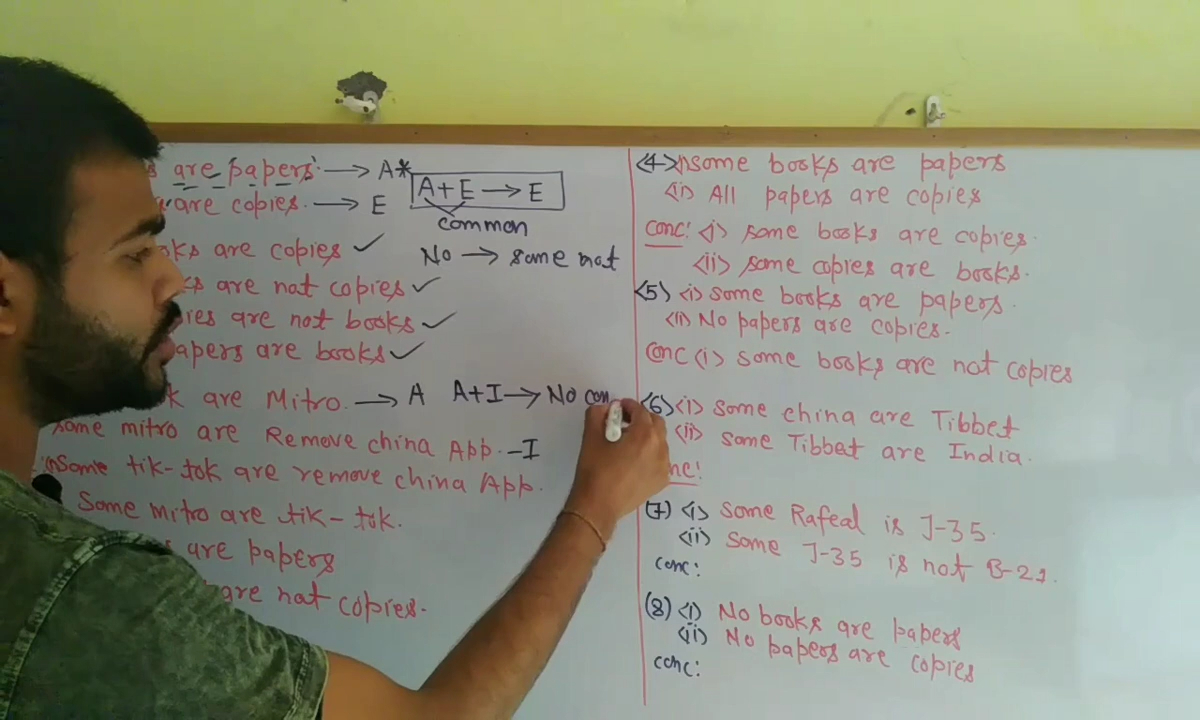 are papers → A*
A + E → E
are copies. → E
common
are copies ✓
No → some not
are not copies ✓
are not books ✓
papers are books ✓
are Mitro → A A+I → No con
some mitro are Remove china App. - I
Some tik-tok are remove china App.
Some Mitro are tik-tok.
are papers
are not copies.
(4) (i) some books are papers
(ii) All papers are copies
conc: (i) some books are copies.
(ii) some copies are books.
(5) (i) some books are papers.
(ii) No papers are copies.
conc (i) some books are not copies
(6) (i) some china are Tibbet
(ii) some Tibbet are India.
(7) (i) some Rafeal is J-35.
(ii) some J-35 is not B-21.
conc:
(8) (i) No books are papers
(ii) No papers are copies
conc: